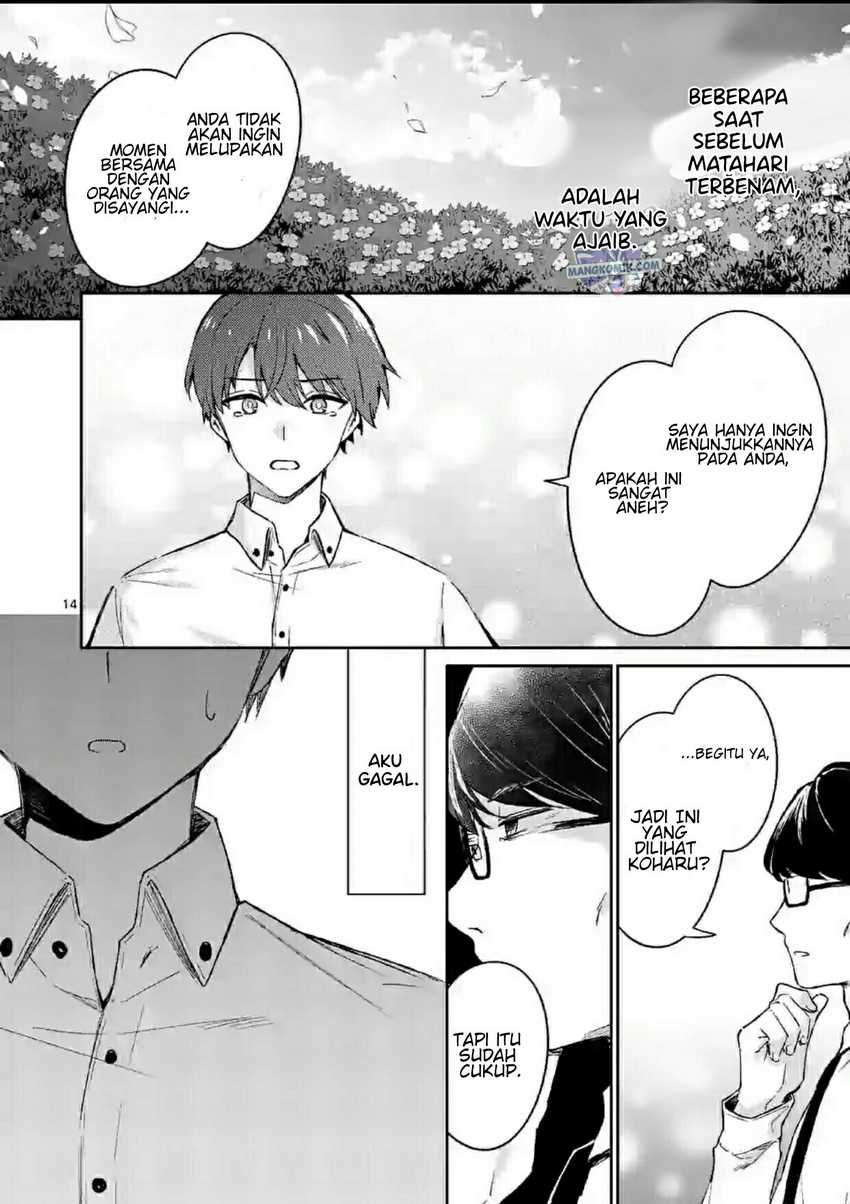 BEBERAPA
SAAT
SEBELUM
MATAHARI
TERBENAM,
ADALAH
WAKTU YANG
AJAIB.
MANGKOMIK.COM
ANDA TIDAK
AKAN INGIN
MELUPAKAN
MOMEN
BERSAMA
DENGAN
ORANG YANG
DISAYANGI...
SAYA HANYA INGIN
MENUNJUKKANNYA
PADA ANDA,
APAKAH INI
SANGAT
ANEH?
14
...BEGITU YA,
JADI INI
YANG
DILIHAT
KOHARU?
TAPI ITU
SUDAH
CUKUP.
AKU
GAGAL.